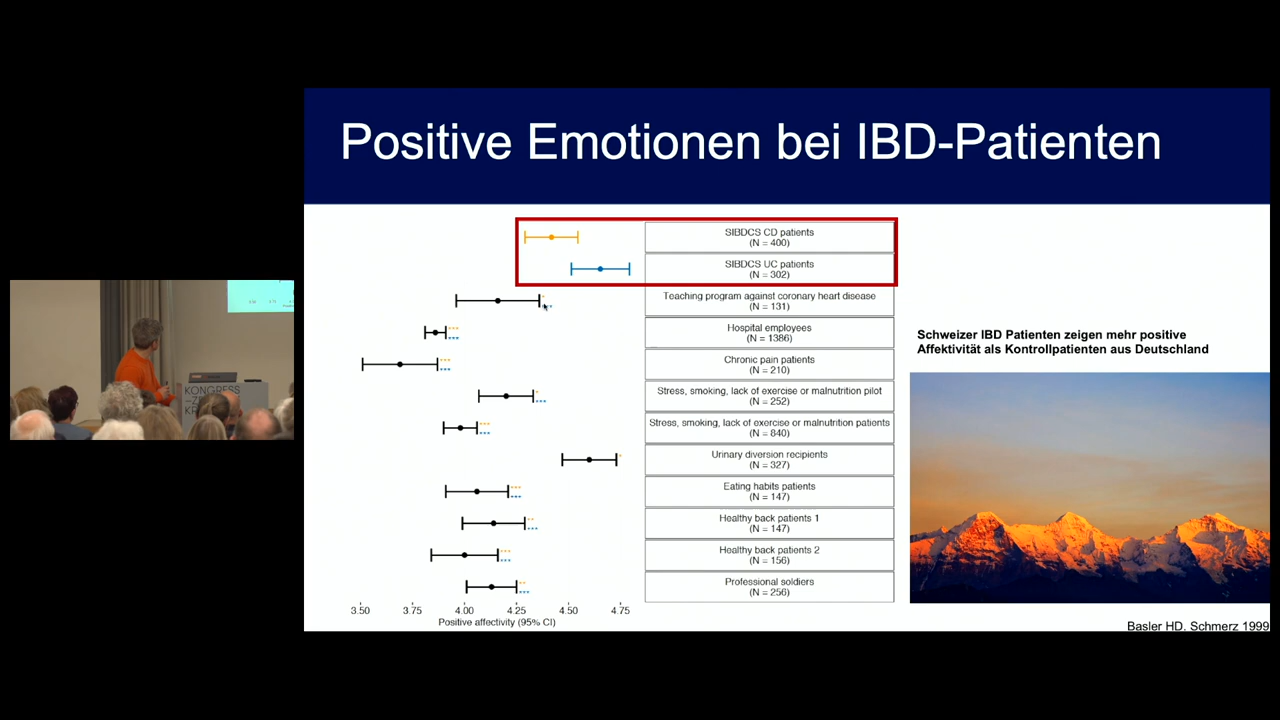 Positive Emotionen bei IBD-Patienten
SIBDCS CD patients
(N = 400)
SIBDCS UC patients
(N = 302)
Teaching program against coronary heart disease
(N = 131)
Hospital employees
(N = 1386)
Chronic pain patients
(N = 210)
Stress, smoking, lack of exercise or malnutrition pilot
(N = 252)
Stress, smoking, lack of exercise or malnutrition patients
(N = 840)
Urinary diversion recipients
(N = 327)
Eating habits patients
(N = 147)
Healthy back patients 1
(N = 147)
Healthy back patients 2
(N = 156)
Professional soldiers
(N = 256)
3.50 3.75 4.00 4.25 4.50 4.75
Positive affectivity (95% CI)
Schweizer IBD Patienten zeigen mehr positive
Affektivität als Kontrollpatienten aus Deutschland
Basler HD. Schmerz 1999
KONGRESS